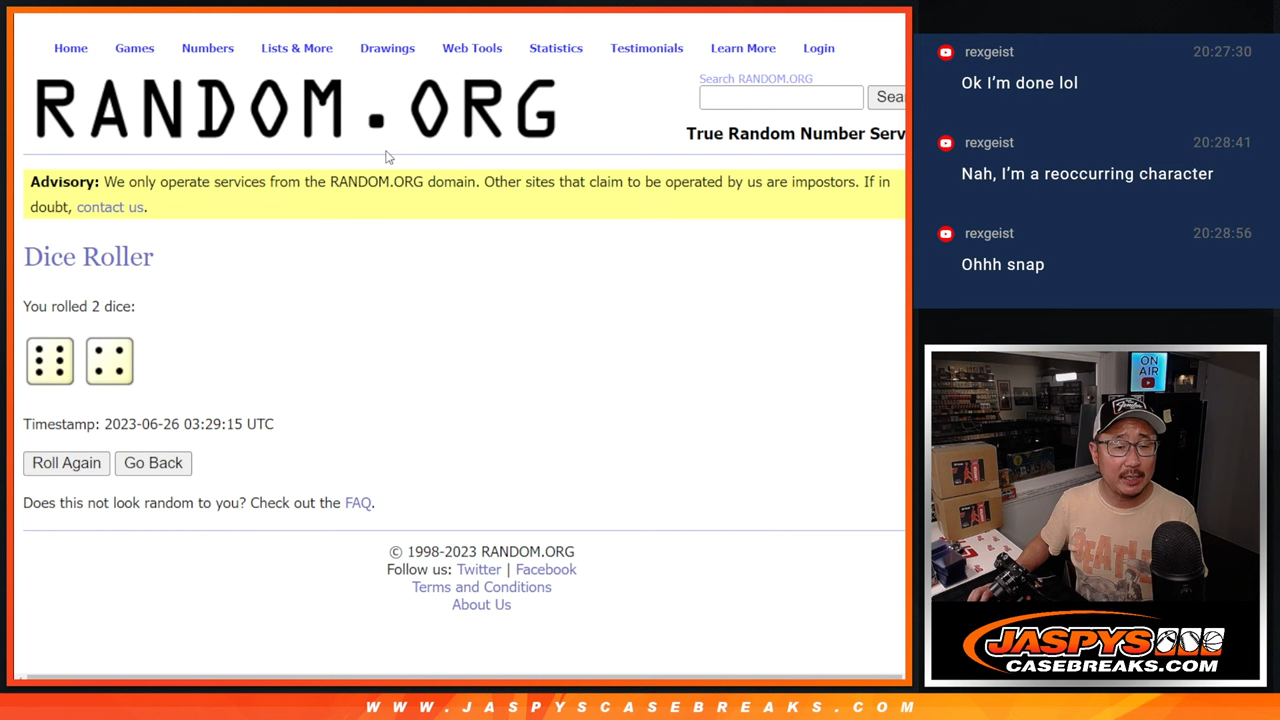 Home Games Numbers Lists & More Drawings Web Tools Statistics Testimonials Learn More Login
RANDOM.ORG
Search RANDOM.ORG
Sea
True Random Number Serv
Advisory: We only operate services from the RANDOM.ORG domain. Other sites that claim to be operated by us are impostors. If in
doubt, contact us.
Dice Roller
You rolled 2 dice:
Timestamp: 2023-06-26 03:29:15 UTC
Roll Again Go Back
Does this not look random to you? Check out the FAQ.
© 1998-2023 RANDOM.ORG
Follow us: Twitter | Facebook
Terms and Conditions
About Us
rexgeist 20:27:30
Ok I’m done lol
rexgeist 20:28:41
Nah, I’m a reoccurring character
rexgeist 20:28:56
Ohhh snap
ON
AIR
Fender
BEATLES
JASPYS
CASEBREAKS.COM
WWW.JASPYSCASEBREAKS.COM